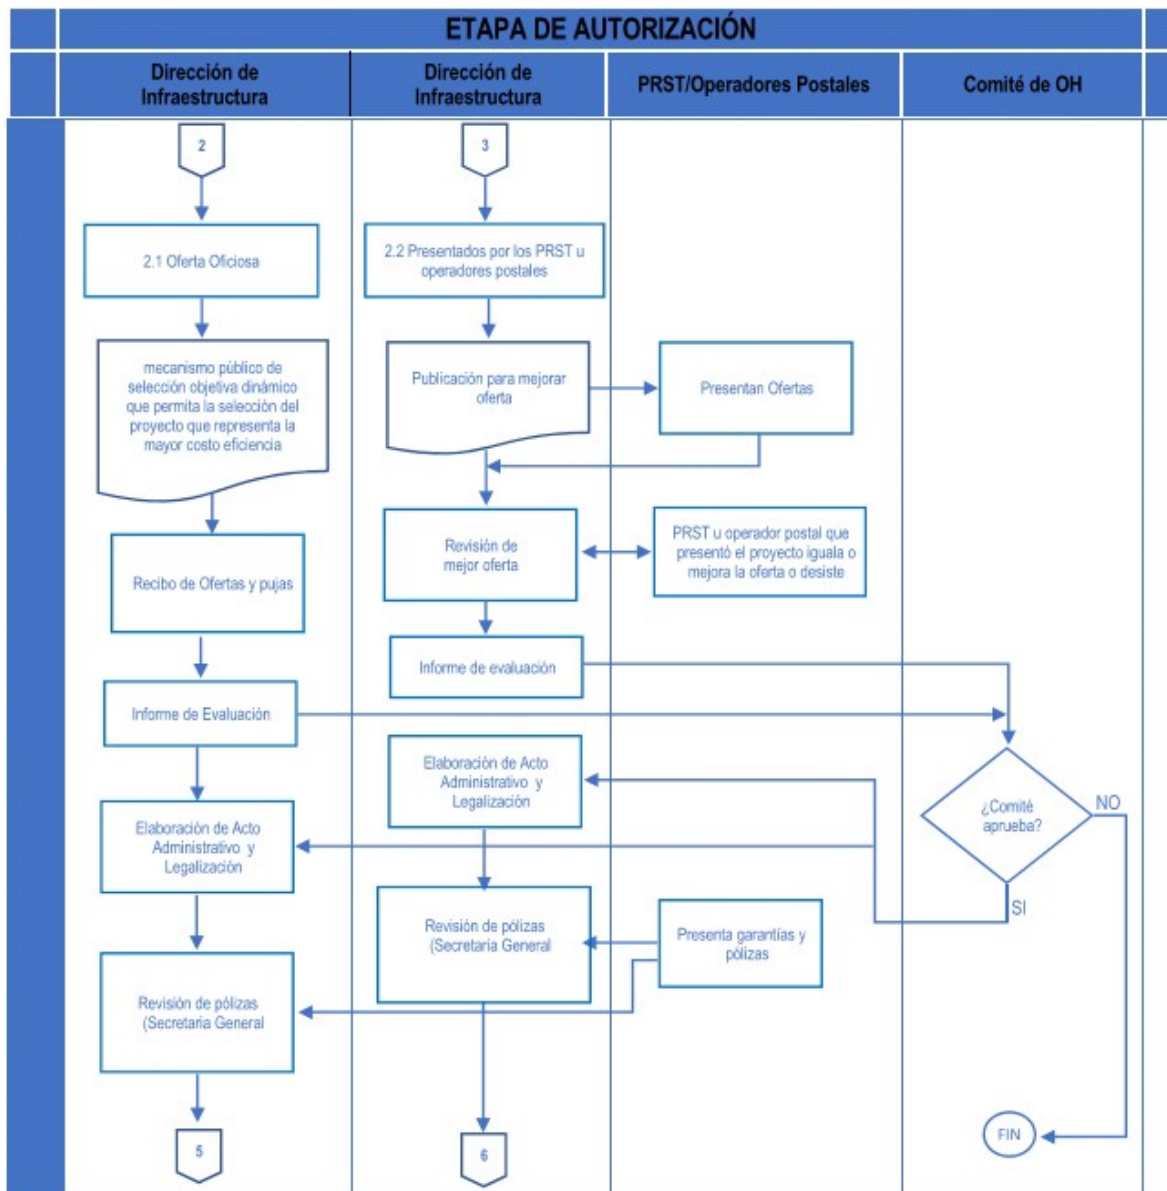 ETAPA DE AUTORIZACIÓN
Dirección de
Infraestructura
Dirección de
Infraestructura
PRST/Operadores Postales
Comité de OH
2
3
2.1 Oferta Oficiosa
2.2 Presentados por los PRST u
operadores postales
mecanismo público de
selección objetiva dinámico
que permita la selección del
proyecto que representa la
mayor costo eficiencia
Publicación para mejorar
oferta
Presentan Ofertas
Recibo de Ofertas y pujas
Revisión de
mejor oferta
PRST u operador postal que
presentó el proyecto iguala o
mejora la oferta o desiste
Informe de evaluación
Informe de Evaluación
Elaboración de Acto
Administrativo y
Legalización
¿Comité
aprueba?
NO
SI
Elaboración de Acto
Administrativo y
Legalización
Revisión de pólizas
(Secretaria General
Presenta garantías y
pólizas
Revisión de pólizas
(Secretaria General
5
6
FIN